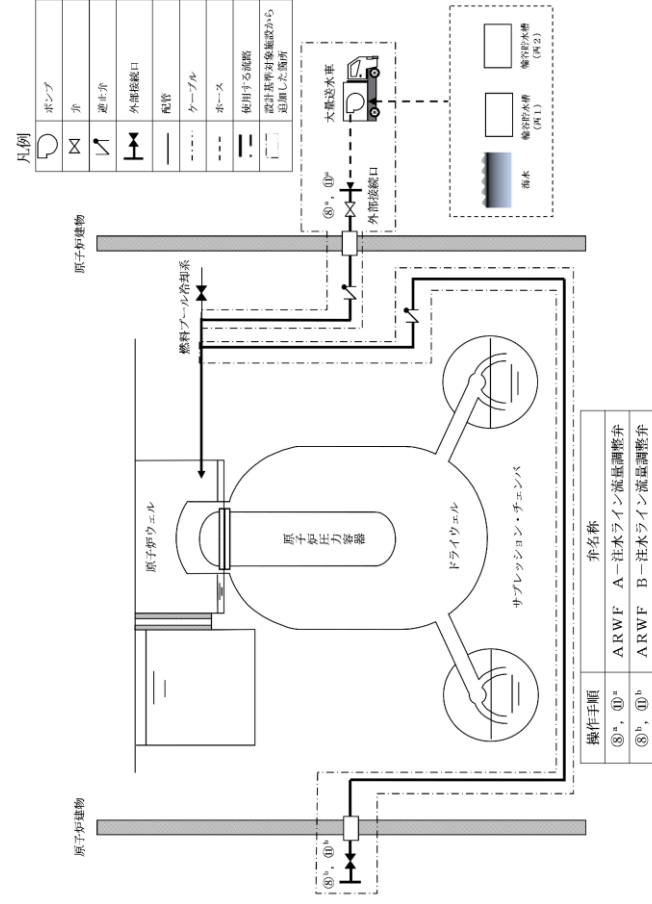 凡例
ポンプ
弁
逆止弁
外部接続口
配管
ケーブル
ホース
使用する流路
設計基準対象施設から
追加した箇所
原子炉建物
大量送水車
⑧ᵃ, ⑪ᵃ
外部接続口
海水
輪谷貯水槽
(西1)
輪谷貯水槽
(西2)
燃料プール冷却系
原子炉ウェル
原子炉圧力容器
ドライウェル
サプレッション・チェンバ
原子炉建物
⑧ᵇ, ⑪ᵇ
操作手順 弁名称
⑧ᵃ, ⑪ᵃ ARWF A-注水ライン流量調整弁
⑧ᵇ, ⑪ᵇ ARWF B-注水ライン流量調整弁